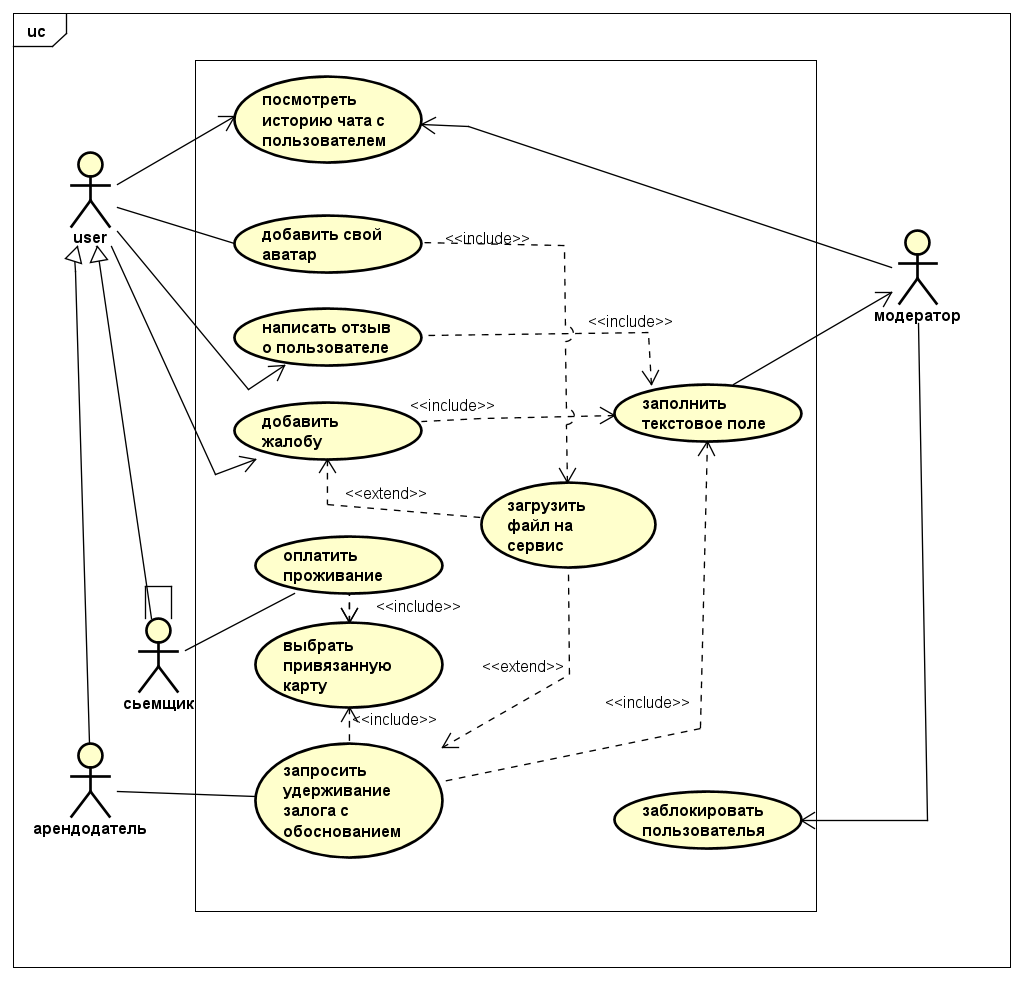 uc
посмотреть
историю чата с
пользователем
user
добавить свой
аватар
<<include>>
модератор
написать отзыв
о пользователе
<<include>>
заполнить
текстовое поле
добавить
жалобу
<<include>>
<<extend>>
загрузить
файл на
сервис
оплатить
проживание
<<include>>
выбрать
привязанную
карту
<<extend>>
сьемщик
<<include>>
<<include>>
запросить
удерживание
залога с
обоснованием
арендодатель
заблокировать
пользователья